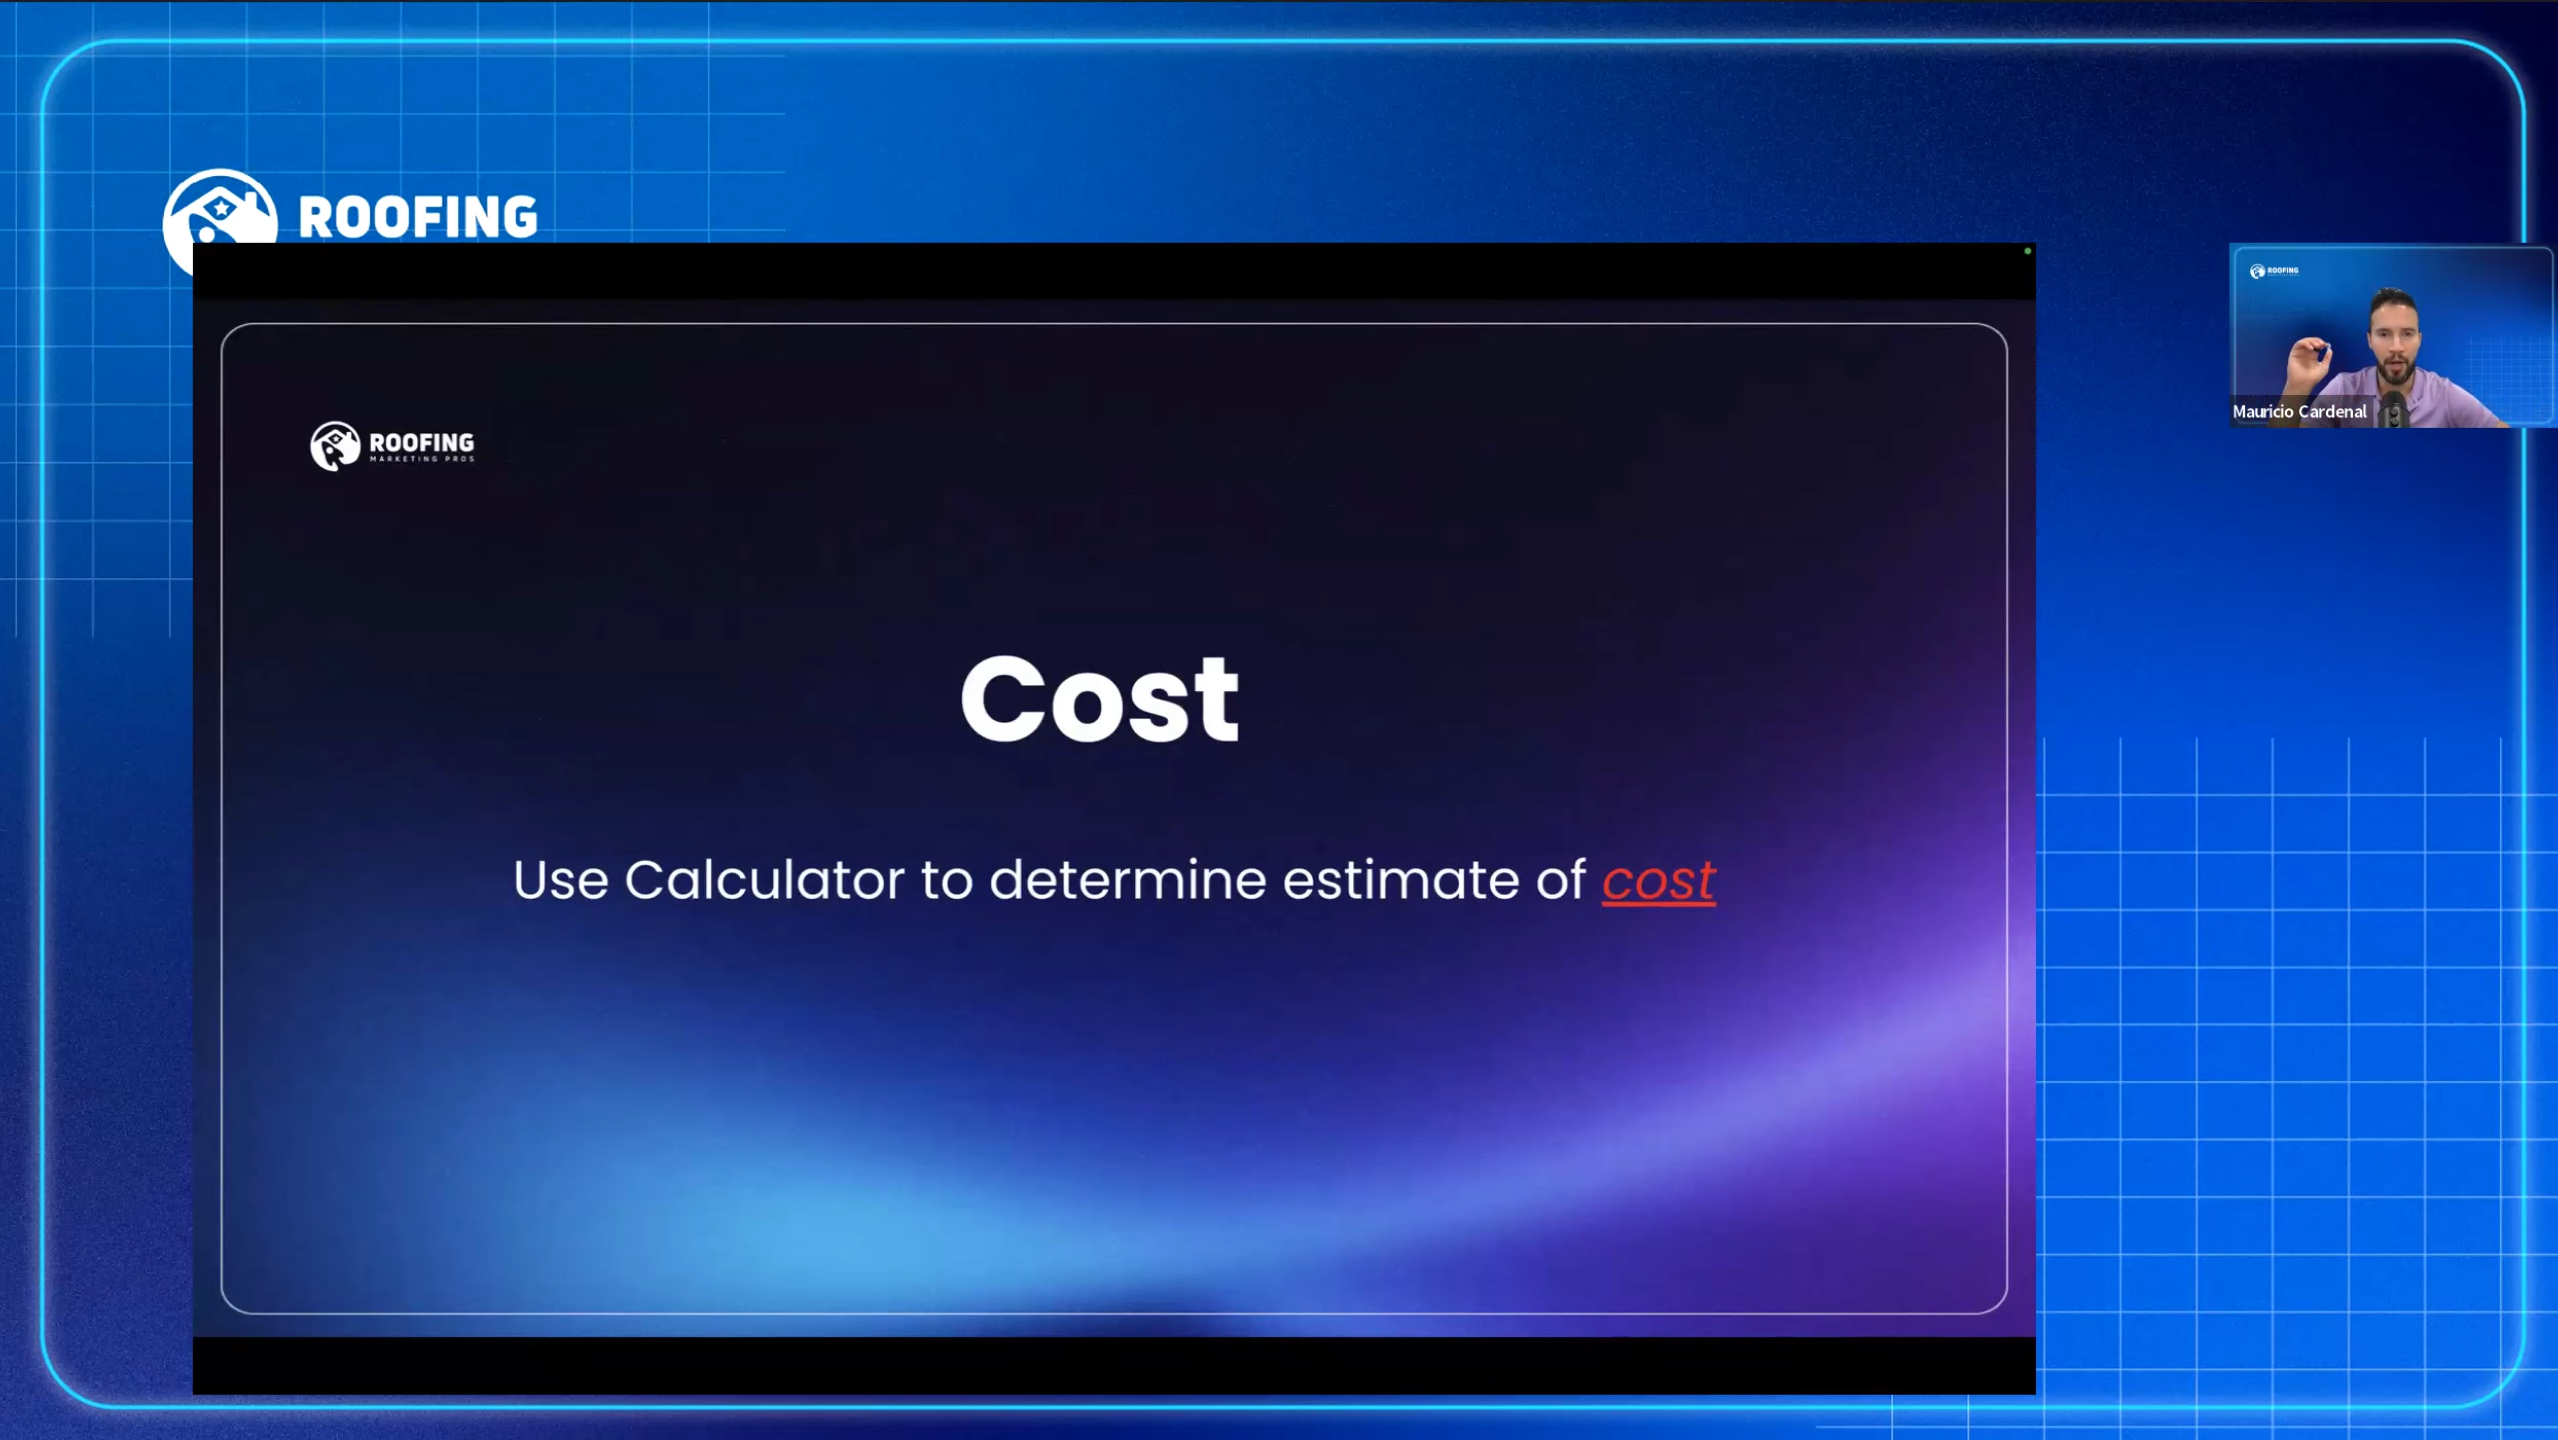 ROOFING
ROOFING
MARKETING PROS
Cost
Use Calculator to determine estimate of cost
ROOFING
Mauricio Cardenal